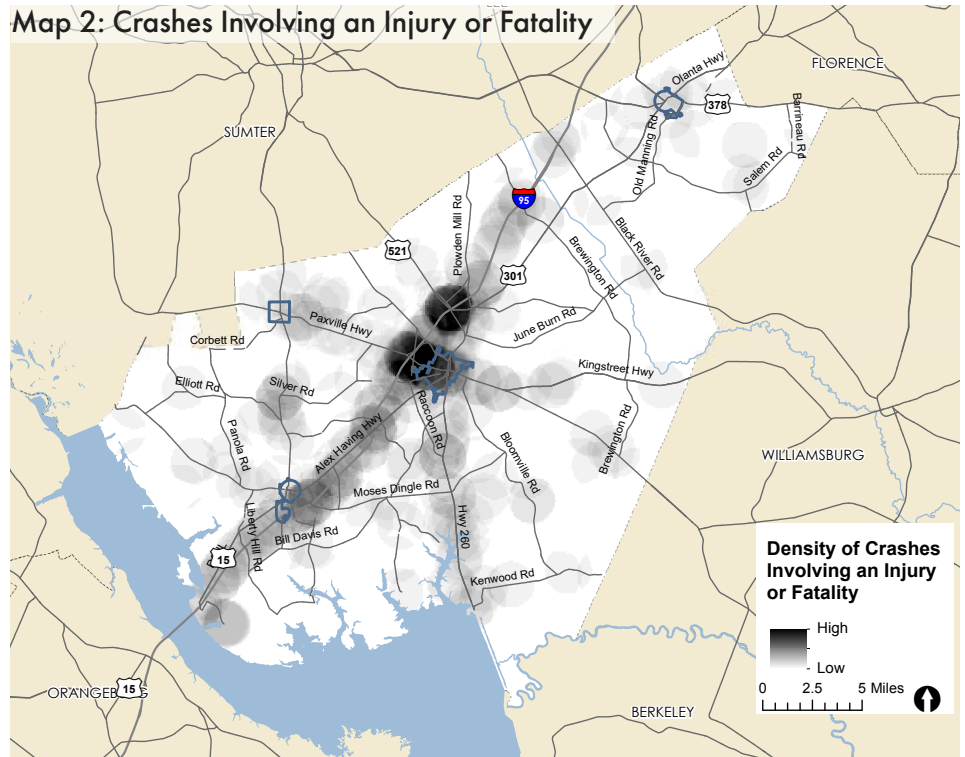 Map 2: Crashes Involving an Injury or Fatality
FLORENCE
Olanta Hwy
378
Barrineau Rd
SUMTER
Old Manning Rd
Salem Rd
95
Plowden Mill Rd
521
Black River Rd
301
Brewington Rd
Paxville Hwy
June Burn Rd
Corbett Rd
Kingstreet Hwy
Elliott Rd
Silver Rd
Raccoon Rd
Alex Having Hwy
Panola Rd
Bloomville Rd
Brewington Rd
WILLIAMSBURG
Moses Dingle Rd
Liberty Hill Rd
Hwy 260
Bill Davis Rd
15
Kenwood Rd
Density of Crashes
Involving an Injury
or Fatality
High
Low
0 2.5 5 Miles
15
BERKELEY